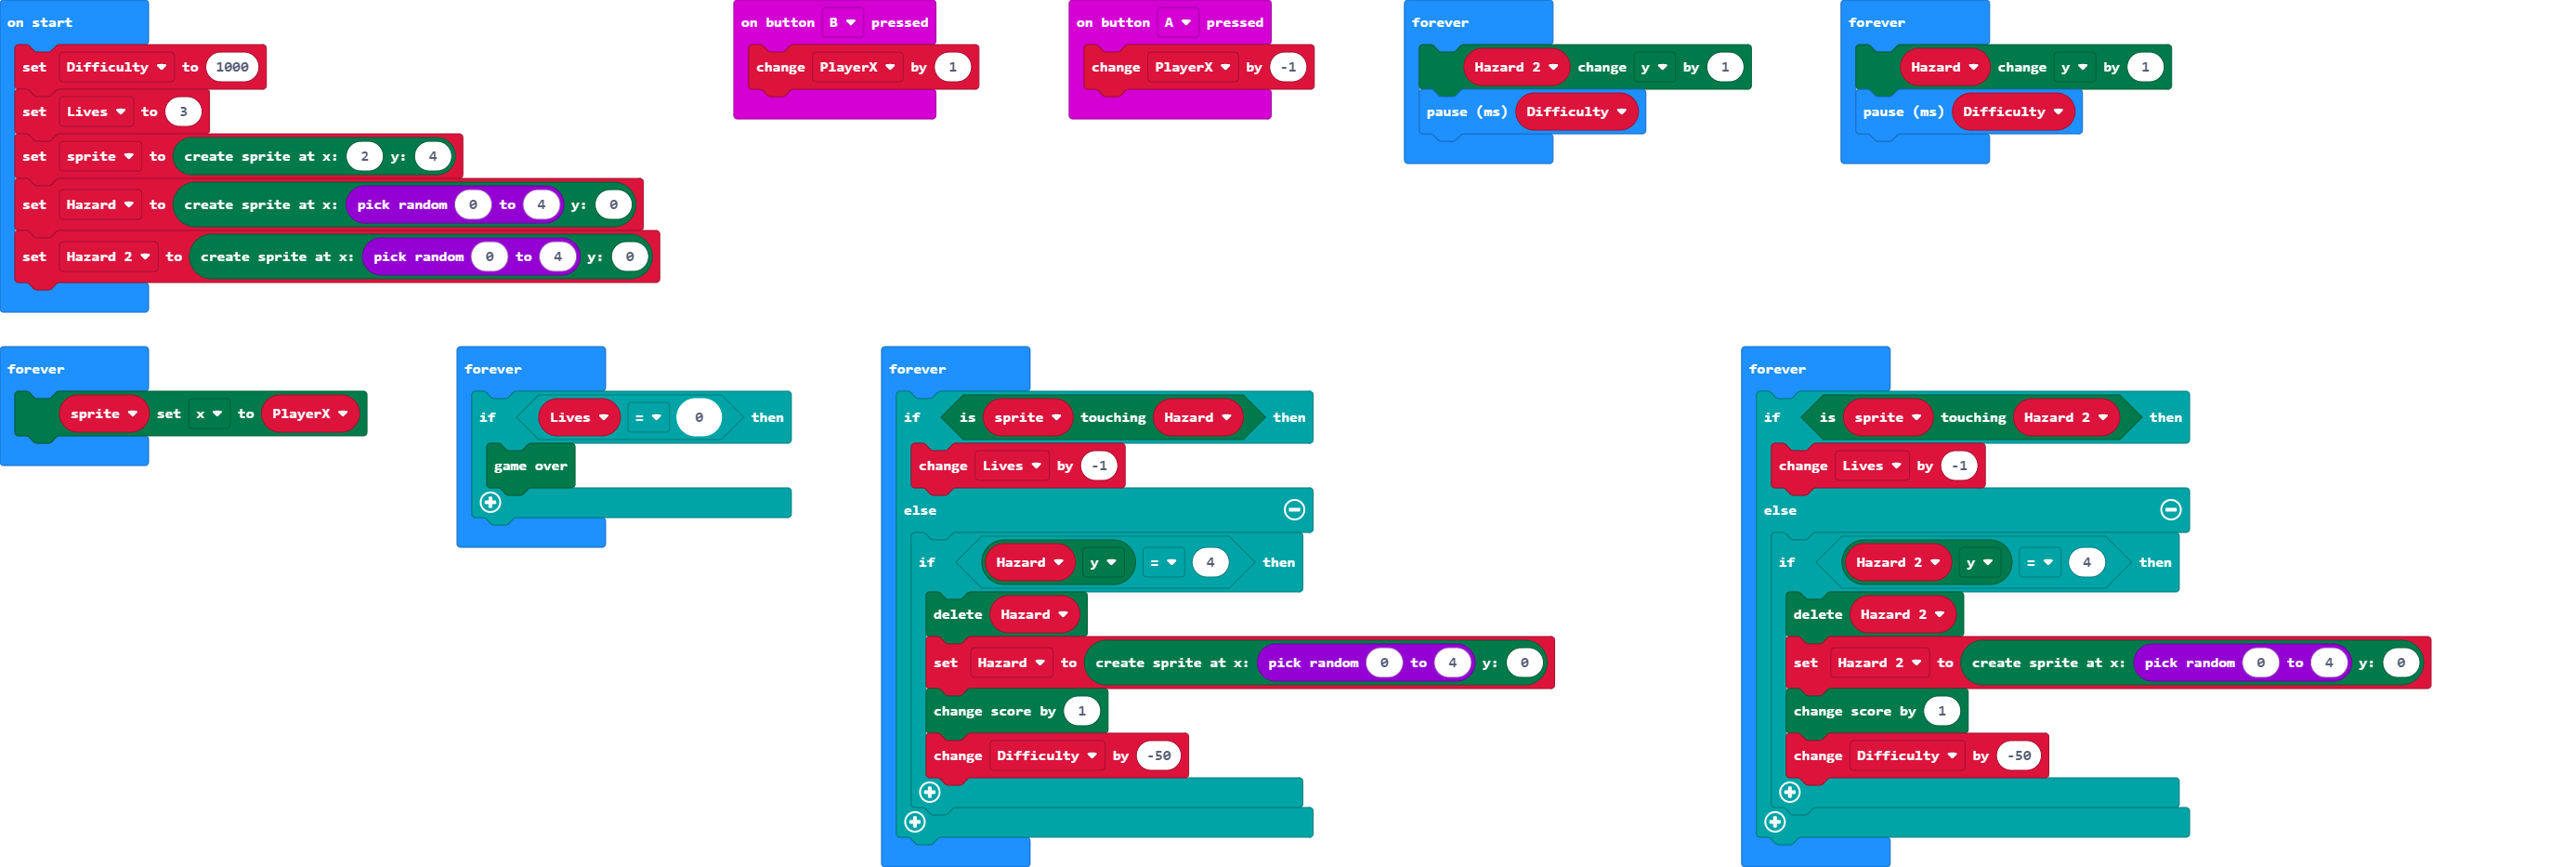 on start
set Difficulty to 1000
set Lives to 3
set sprite to create sprite at x: 2 y: 4
set Hazard to create sprite at x: pick random 0 to 4 y: 0
set Hazard 2 to create sprite at x: pick random 0 to 4 y: 0
on button B pressed
change PlayerX by 1
on button A pressed
change PlayerX by -1
forever
Hazard 2 change y by 1
pause (ms) Difficulty
forever
Hazard change y by 1
pause (ms) Difficulty
forever
sprite set x to PlayerX
forever
if Lives = 0 then
game over
forever
if is sprite touching Hazard then
change Lives by -1
else
if Hazard y = 4 then
delete Hazard
set Hazard to create sprite at x: pick random 0 to 4 y: 0
change score by 1
change Difficulty by -50
forever
if is sprite touching Hazard 2 then
change Lives by -1
else
if Hazard 2 y = 4 then
delete Hazard 2
set Hazard 2 to create sprite at x: pick random 0 to 4 y: 0
change score by 1
change Difficulty by -50